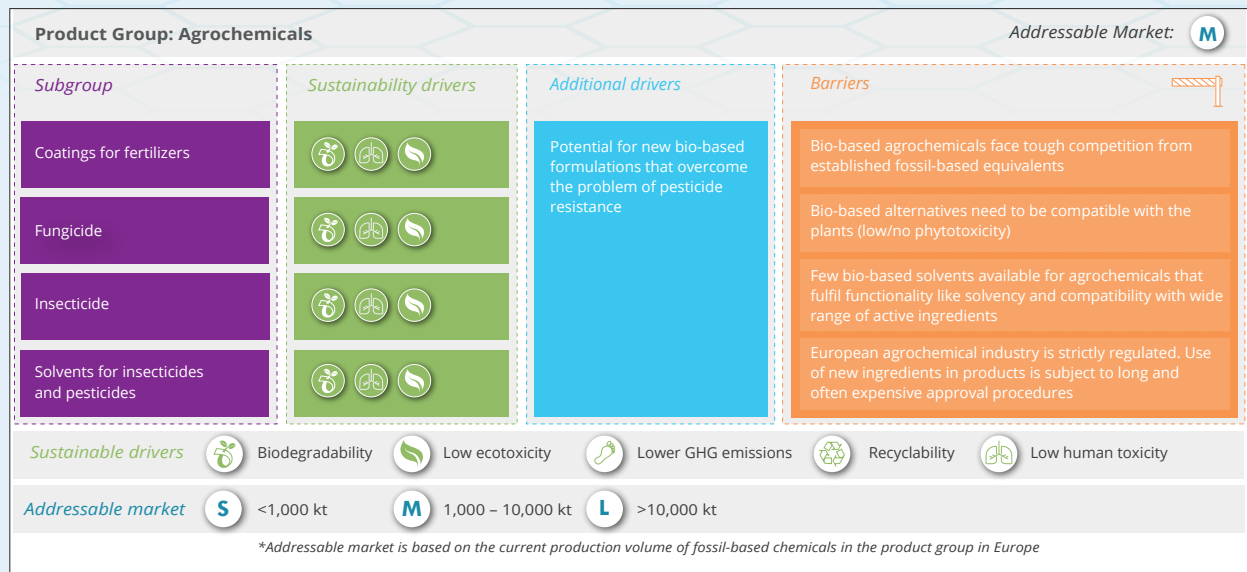 Product Group: Agrochemicals
Addressable Market: M
Subgroup
Coatings for fertilizers
Fungicide
Insecticide
Solvents for insecticides
and pesticides
Sustainability drivers
Additional drivers
Potential for new bio-based
formulations that overcome
the problem of pesticide
resistance
Barriers
Bio-based agrochemicals face tough competition from
established fossil-based equivalents
Bio-based alternatives need to be compatible with the
plants (low/no phytotoxicity)
Few bio-based solvents available for agrochemicals that
fulfil functionality like solvency and compatibility with wide
range of active ingredients
European agrochemical industry is strictly regulated. Use
of new ingredients in products is subject to long and
often expensive approval procedures
Sustainable drivers Biodegradability Low ecotoxicity Lower GHG emissions Recyclability Low human toxicity
Addressable market S <1,000 kt M 1,000 – 10,000 kt L >10,000 kt
*Addressable market is based on the current production volume of fossil-based chemicals in the product group in Europe